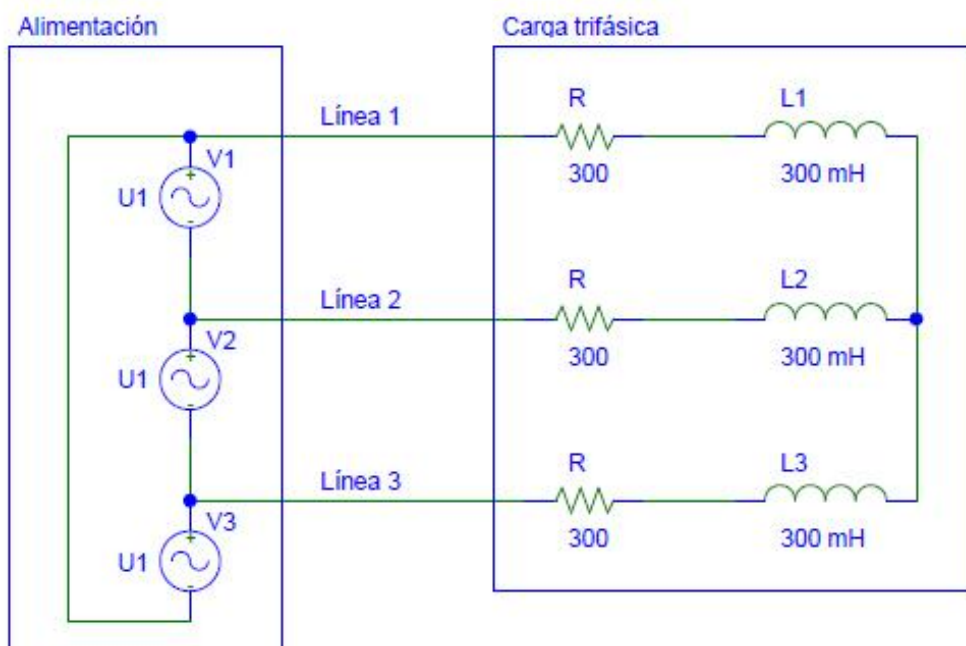 Alimentación
Carga trifásica
Línea 1
R
L1
V1
U1
300
300 mH
Línea 2
R
L2
V2
U1
300
300 mH
Línea 3
R
L3
V3
U1
300
300 mH